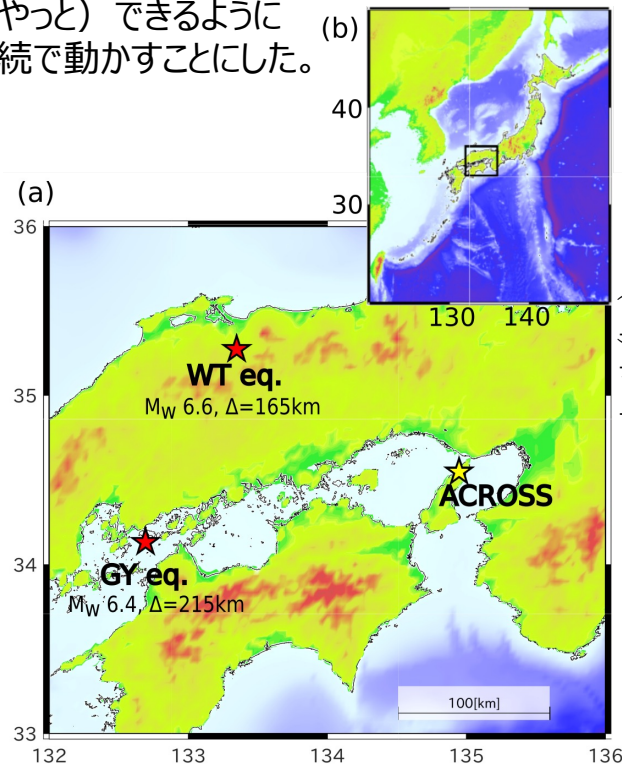 やっと）できるように
続で動かすことにした。
(b)
40
30
130 140
(a)
36
35
34
33
132 133 134 135 136
WT eq.
MW 6.6, Δ=165km
ACROSS
GY eq.
MW 6.4, Δ=215km
100[km]